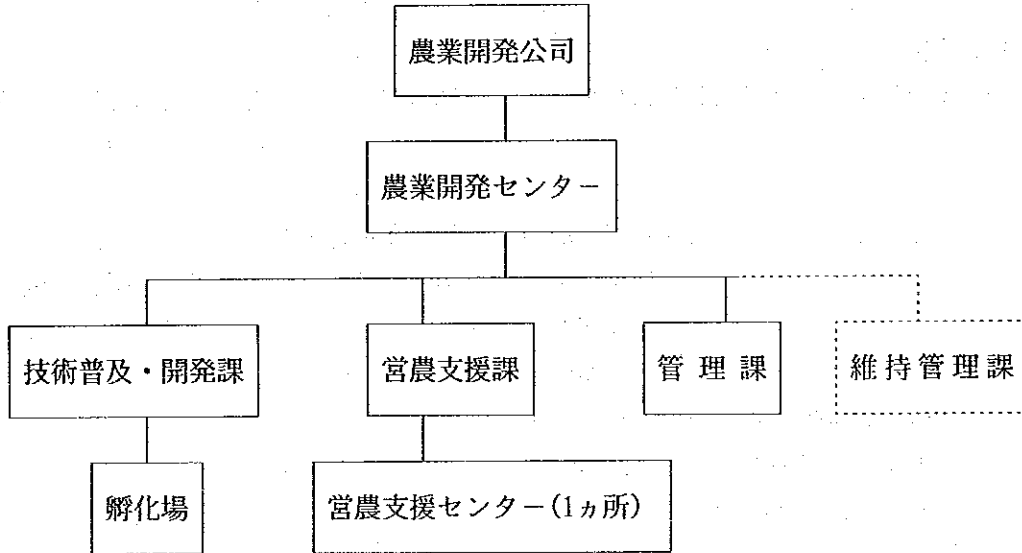 農業開発公司
農業開発センター
技術普及・開発課
営農支援課
管理課
維持管理課
孵化場
営農支援センター(1ヵ所)